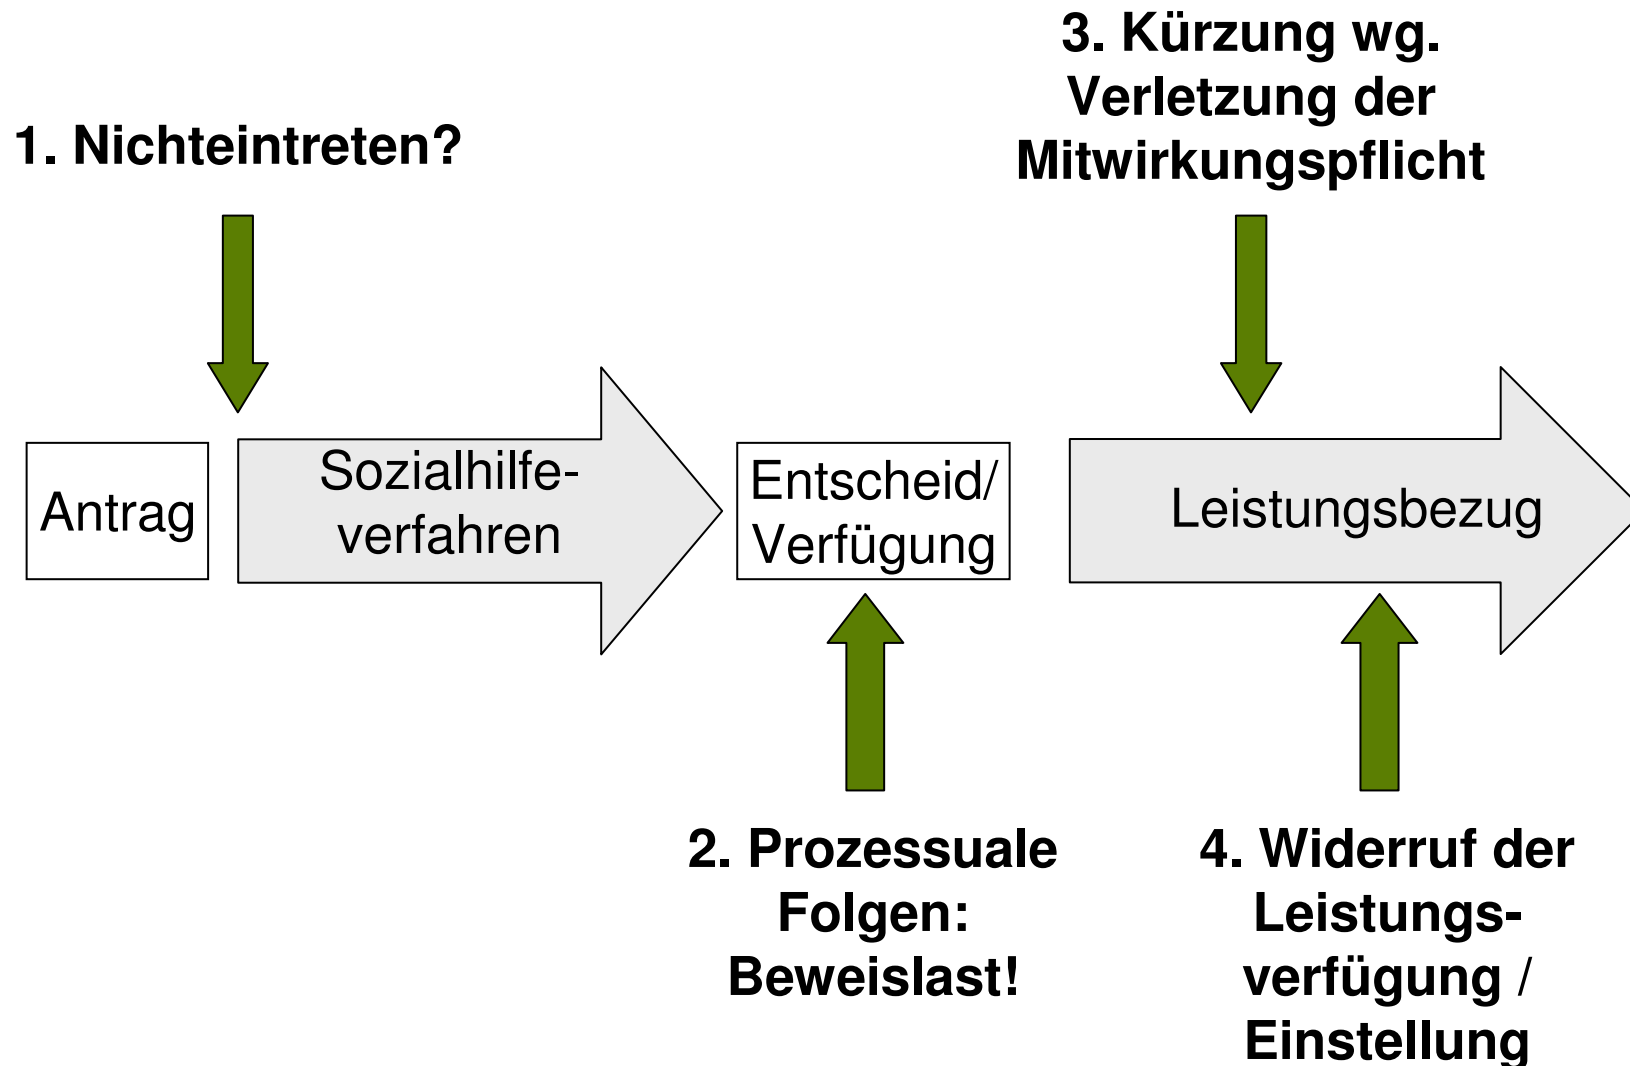 1. Nichteintreten?
3. Kürzung wg.
Verletzung der
Mitwirkungspflicht
Antrag
Sozialhilfe-
verfahren
Entscheid/
Verfügung
Leistungsbezug
2. Prozessuale
Folgen:
Beweislast!
4. Widerruf der
Leistungs-
verfügung /
Einstellung